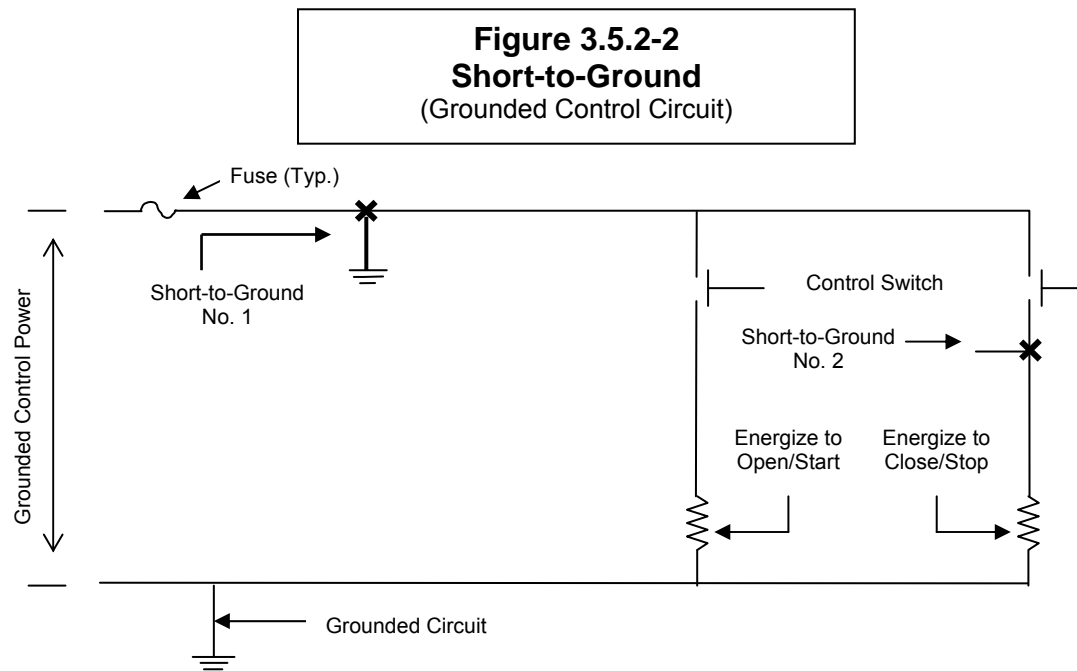 Figure 3.5.2-2
Short-to-Ground
(Grounded Control Circuit)
Fuse (Typ.)
Short-to-Ground
No. 1
Control Switch
Short-to-Ground
No. 2
Grounded Control Power
Energize to
Open/Start
Energize to
Close/Stop
Grounded Circuit